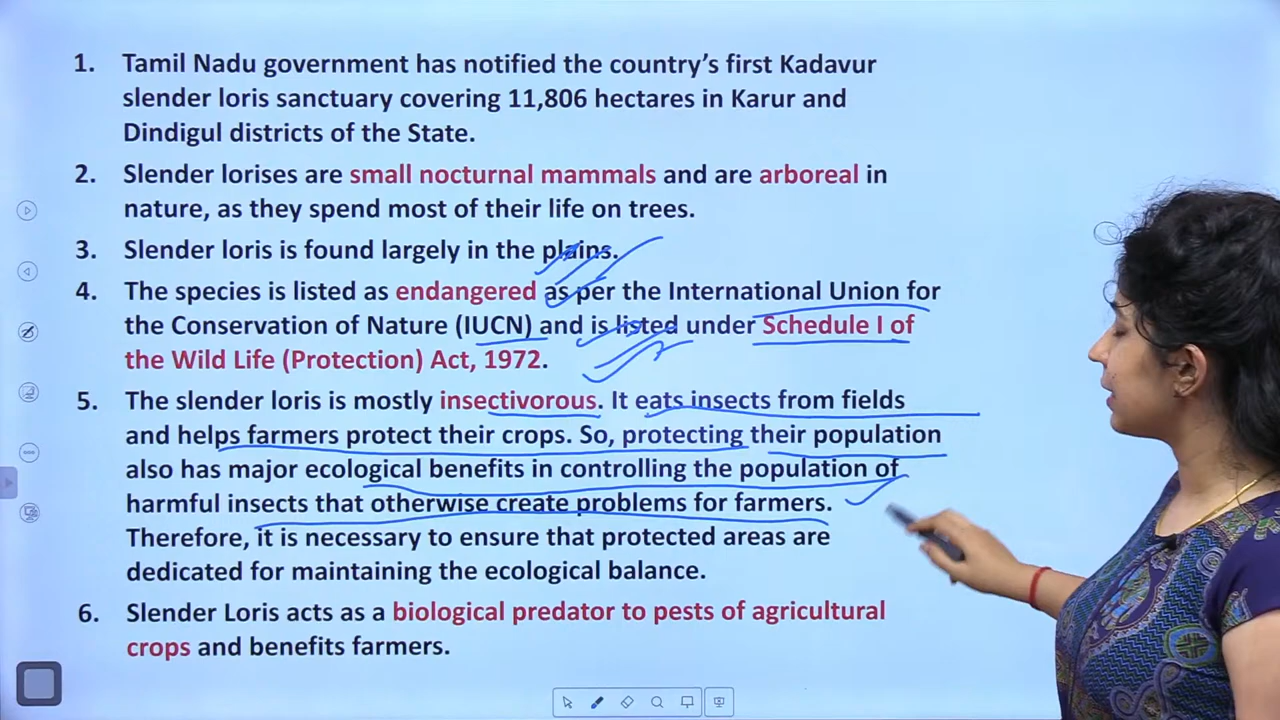 1. Tamil Nadu government has notified the country's first Kadavur
slender loris sanctuary covering 11,806 hectares in Karur and
Dindigul districts of the State.
2. Slender lorises are small nocturnal mammals and are arboreal in
nature, as they spend most of their life on trees.
3. Slender loris is found largely in the plains.
4. The species is listed as endangered as per the International Union for
the Conservation of Nature (IUCN) and is listed under Schedule I of
the Wild Life (Protection) Act, 1972.
5. The slender loris is mostly insectivorous. It eats insects from fields
and helps farmers protect their crops. So, protecting their population
also has major ecological benefits in controlling the population of
harmful insects that otherwise create problems for farmers.
Therefore, it is necessary to ensure that protected areas are
dedicated for maintaining the ecological balance.
6. Slender Loris acts as a biological predator to pests of agricultural
crops and benefits farmers.